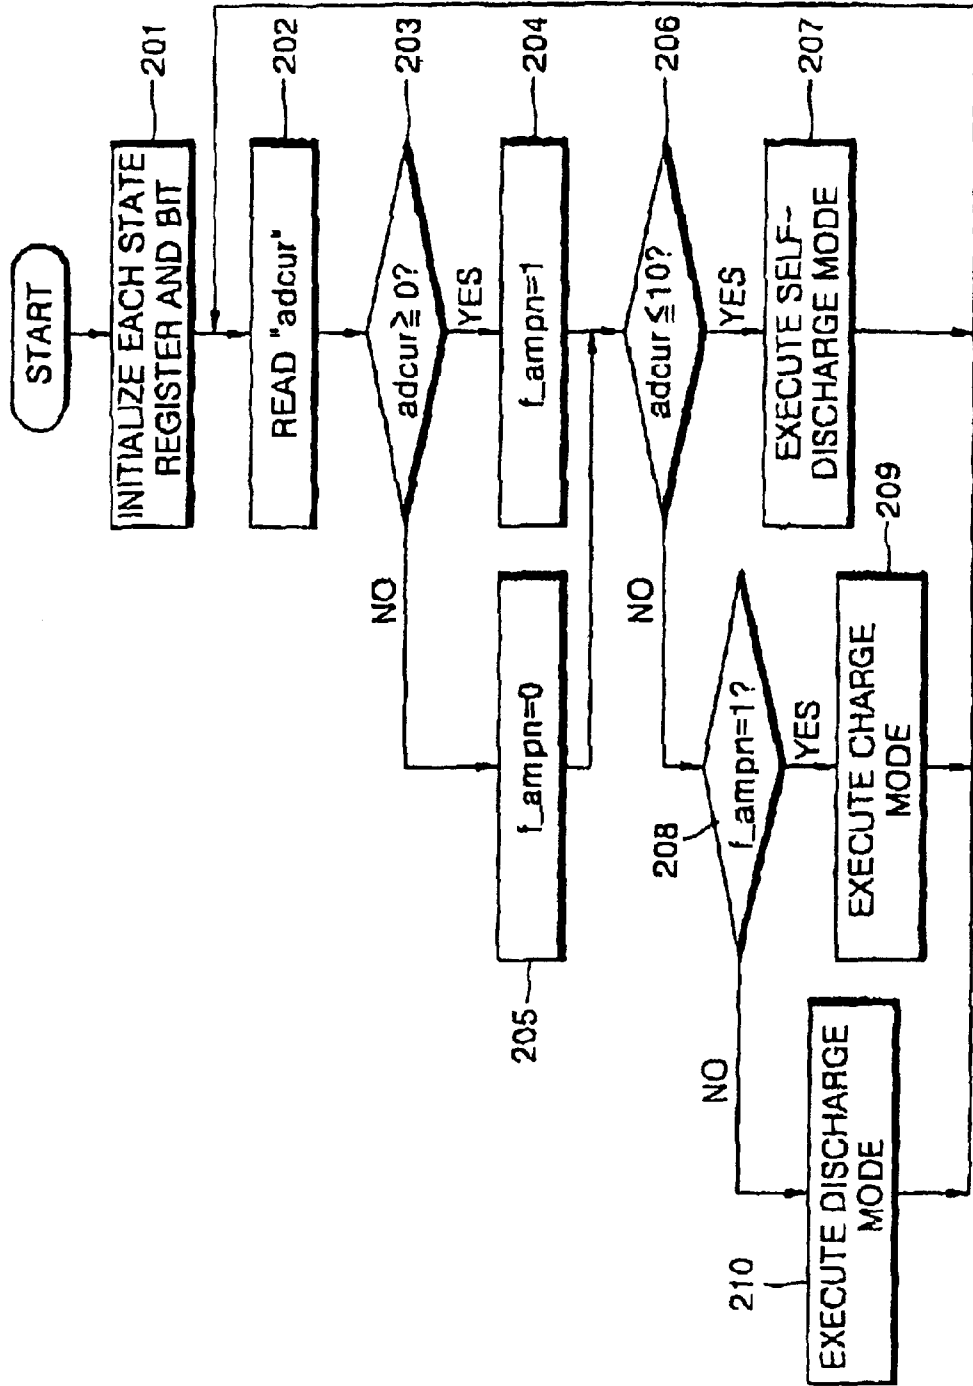 START
INITIALIZE EACH STATE
REGISTER AND BIT
201
READ "adcur"
202
adcur ≧ 0?
203
YES
NO
f_ampn=1
204
f_ampn=0
205
adcur ≦ 10?
206
YES
NO
EXECUTE SELF-
DISCHARGE MODE
207
f_ampn=1?
208
YES
NO
EXECUTE CHARGE
MODE
209
EXECUTE DISCHARGE
MODE
210